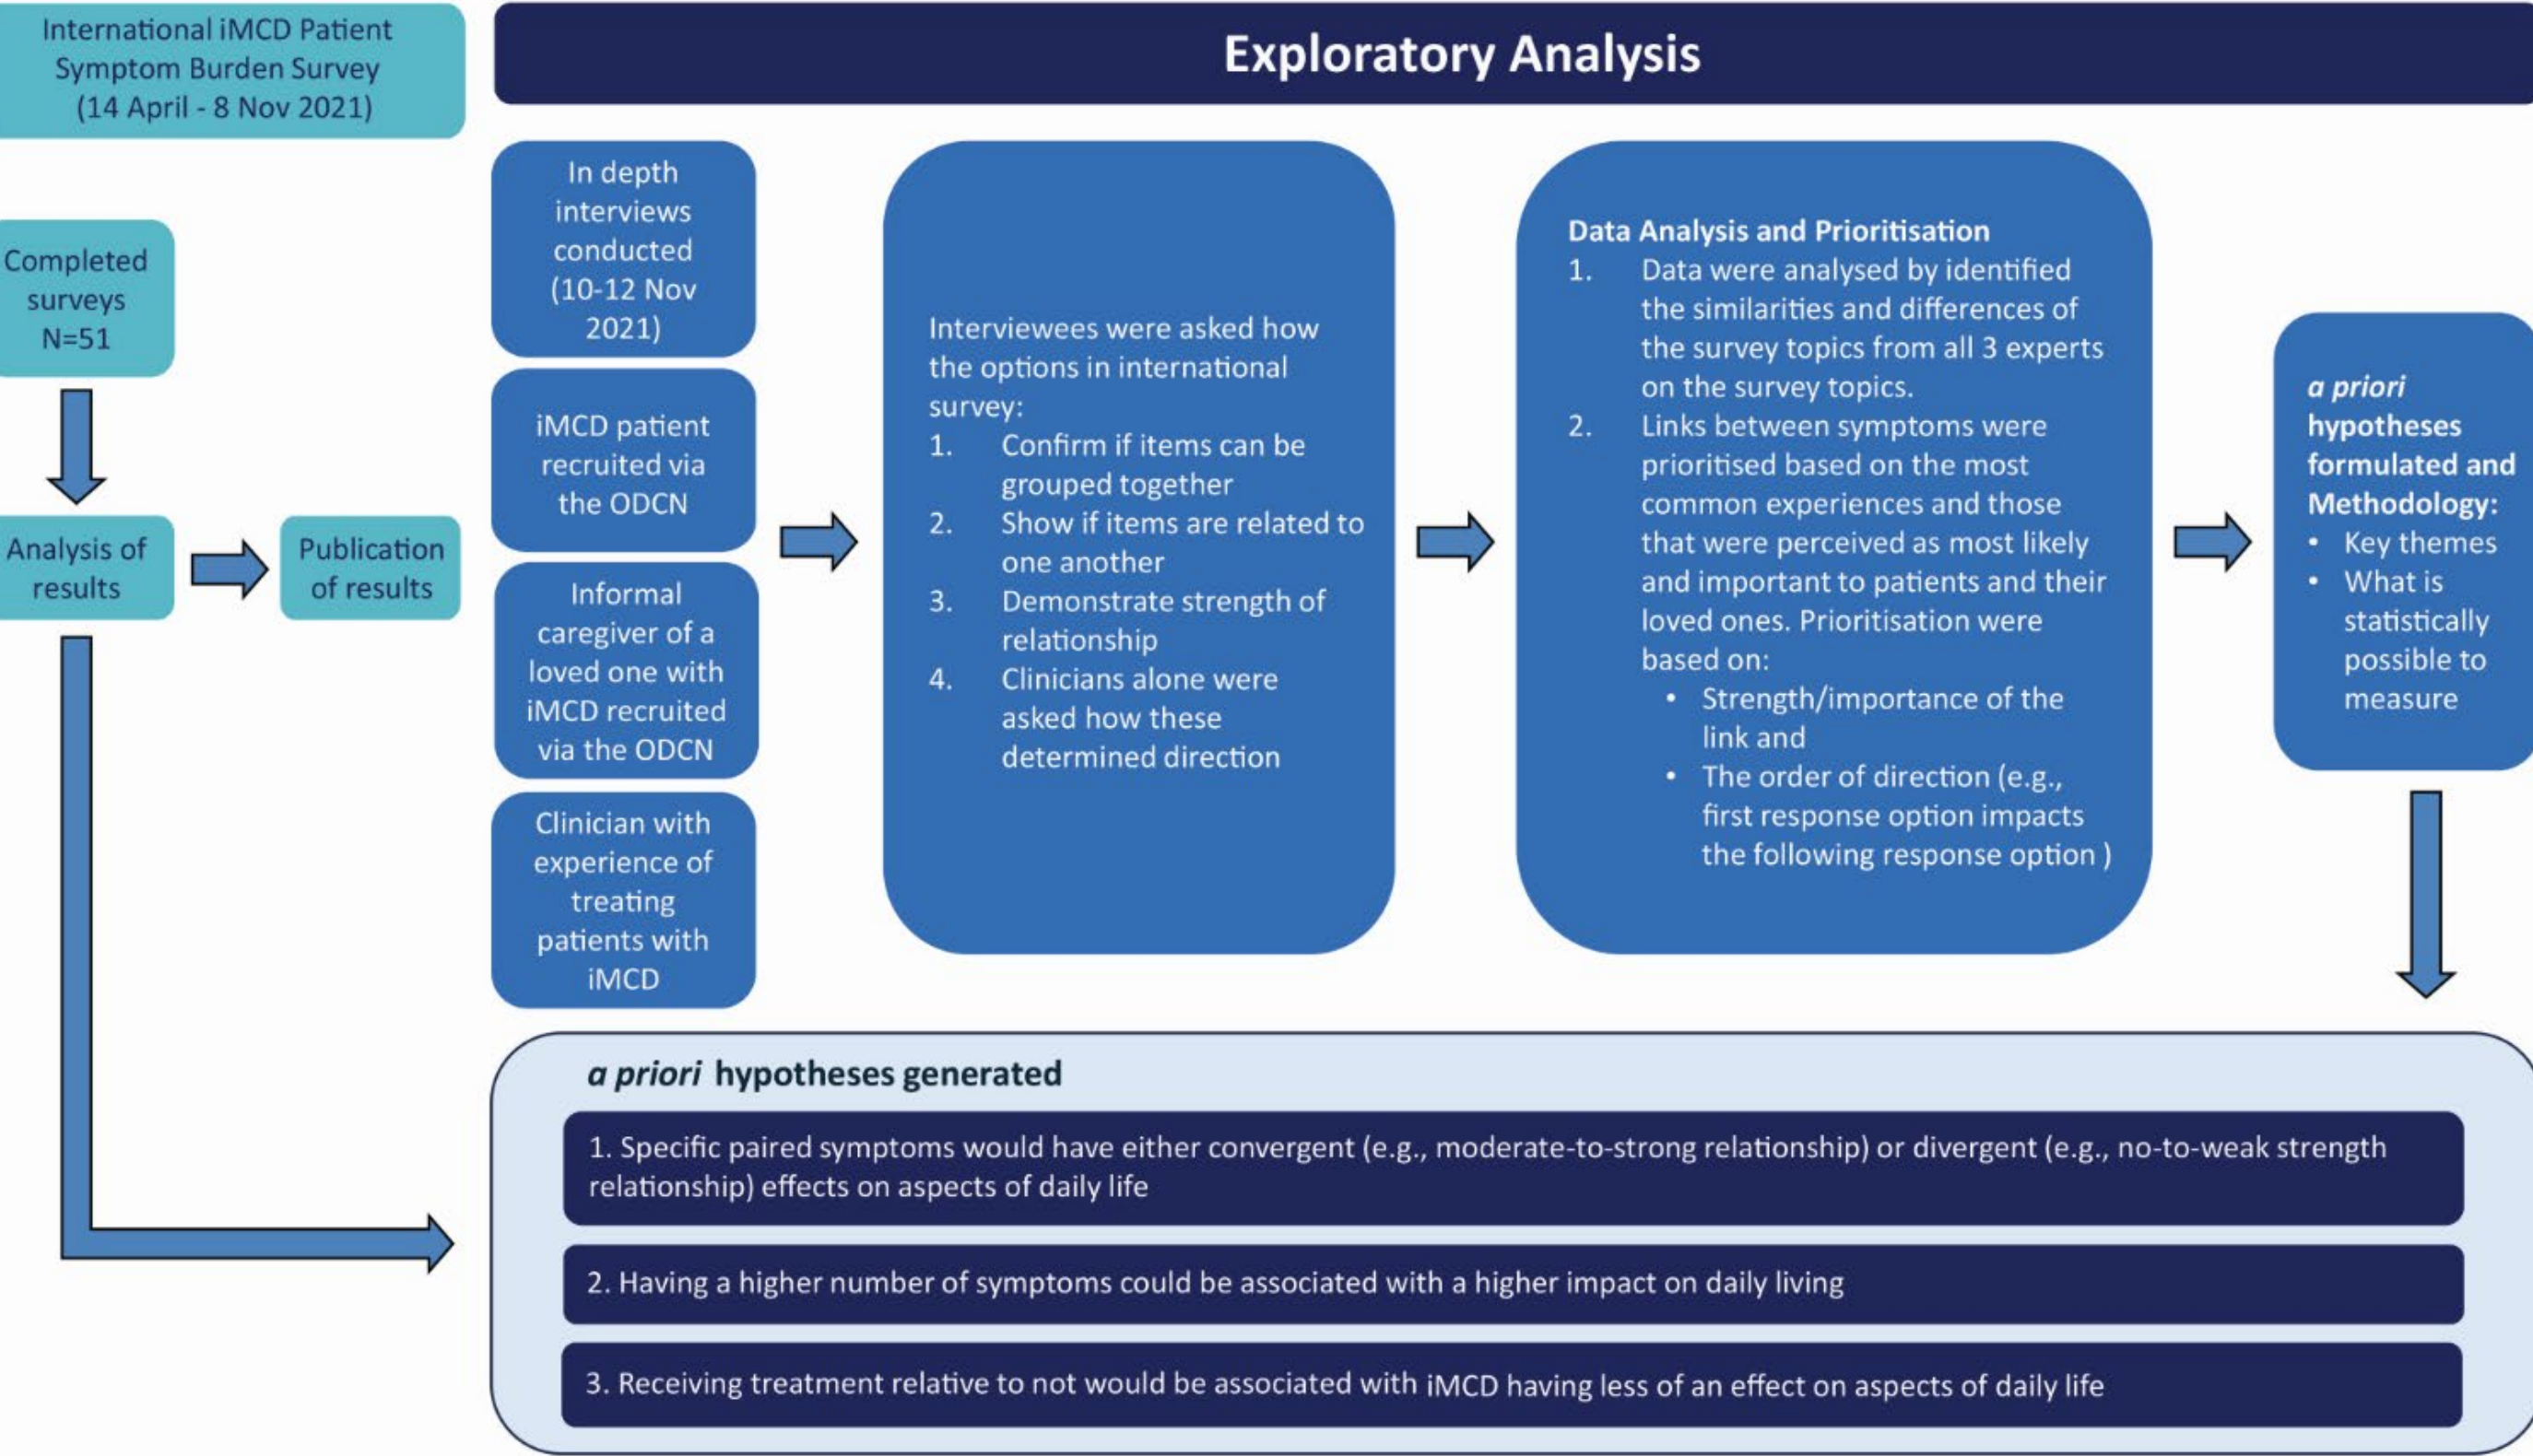 International iMCD Patient
Symptom Burden Survey
(14 April - 8 Nov 2021)
Completed
surveys
N=51
Analysis of
results
Publication
of results
Exploratory Analysis
In depth
interviews
conducted
(10-12 Nov
2021)
iMCD patient
recruited via
the ODCN
Informal
caregiver of a
loved one with
iMCD recruited
via the ODCN
Clinician with
experience of
treating
patients with
iMCD
Interviewees were asked how
the options in international
survey:
1. Confirm if items can be
grouped together
2. Show if items are related to
one another
3. Demonstrate strength of
relationship
4. Clinicians alone were
asked how these
determined direction
Data Analysis and Prioritisation
1. Data were analysed by identified
the similarities and differences of
the survey topics from all 3 experts
on the survey topics.
2. Links between symptoms were
prioritised based on the most
common experiences and those
that were perceived as most likely
and important to patients and their
loved ones. Prioritisation were
based on:
• Strength/importance of the
link and
• The order of direction (e.g.,
first response option impacts
the following response option )
a priori
hypotheses
formulated and
Methodology:
• Key themes
• What is
statistically
possible to
measure
a priori hypotheses generated
1. Specific paired symptoms would have either convergent (e.g., moderate-to-strong relationship) or divergent (e.g., no-to-weak strength
relationship) effects on aspects of daily life
2. Having a higher number of symptoms could be associated with a higher impact on daily living
3. Receiving treatment relative to not would be associated with iMCD having less of an effect on aspects of daily life